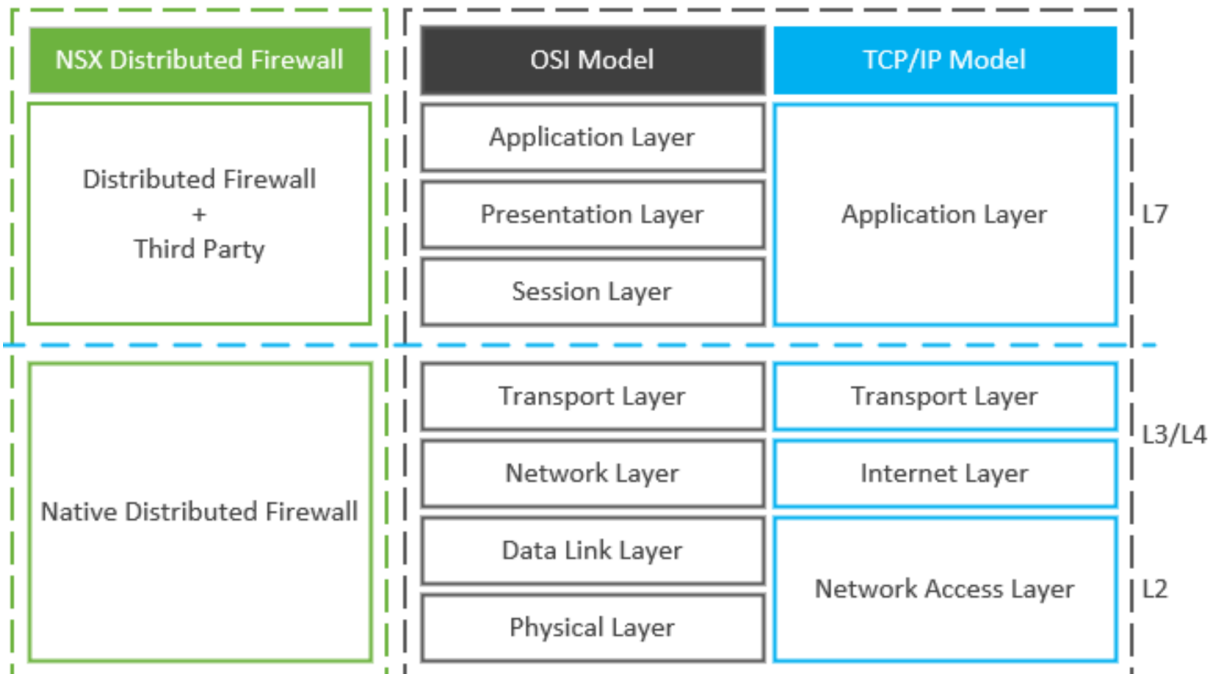 NSX Distributed Firewall
OSI Model
TCP/IP Model
Distributed Firewall
+
Third Party
Application Layer
Presentation Layer
Session Layer
Application Layer
L7
Native Distributed Firewall
Transport Layer
Network Layer
Data Link Layer
Physical Layer
Transport Layer
Internet Layer
Network Access Layer
L3/L4
L2